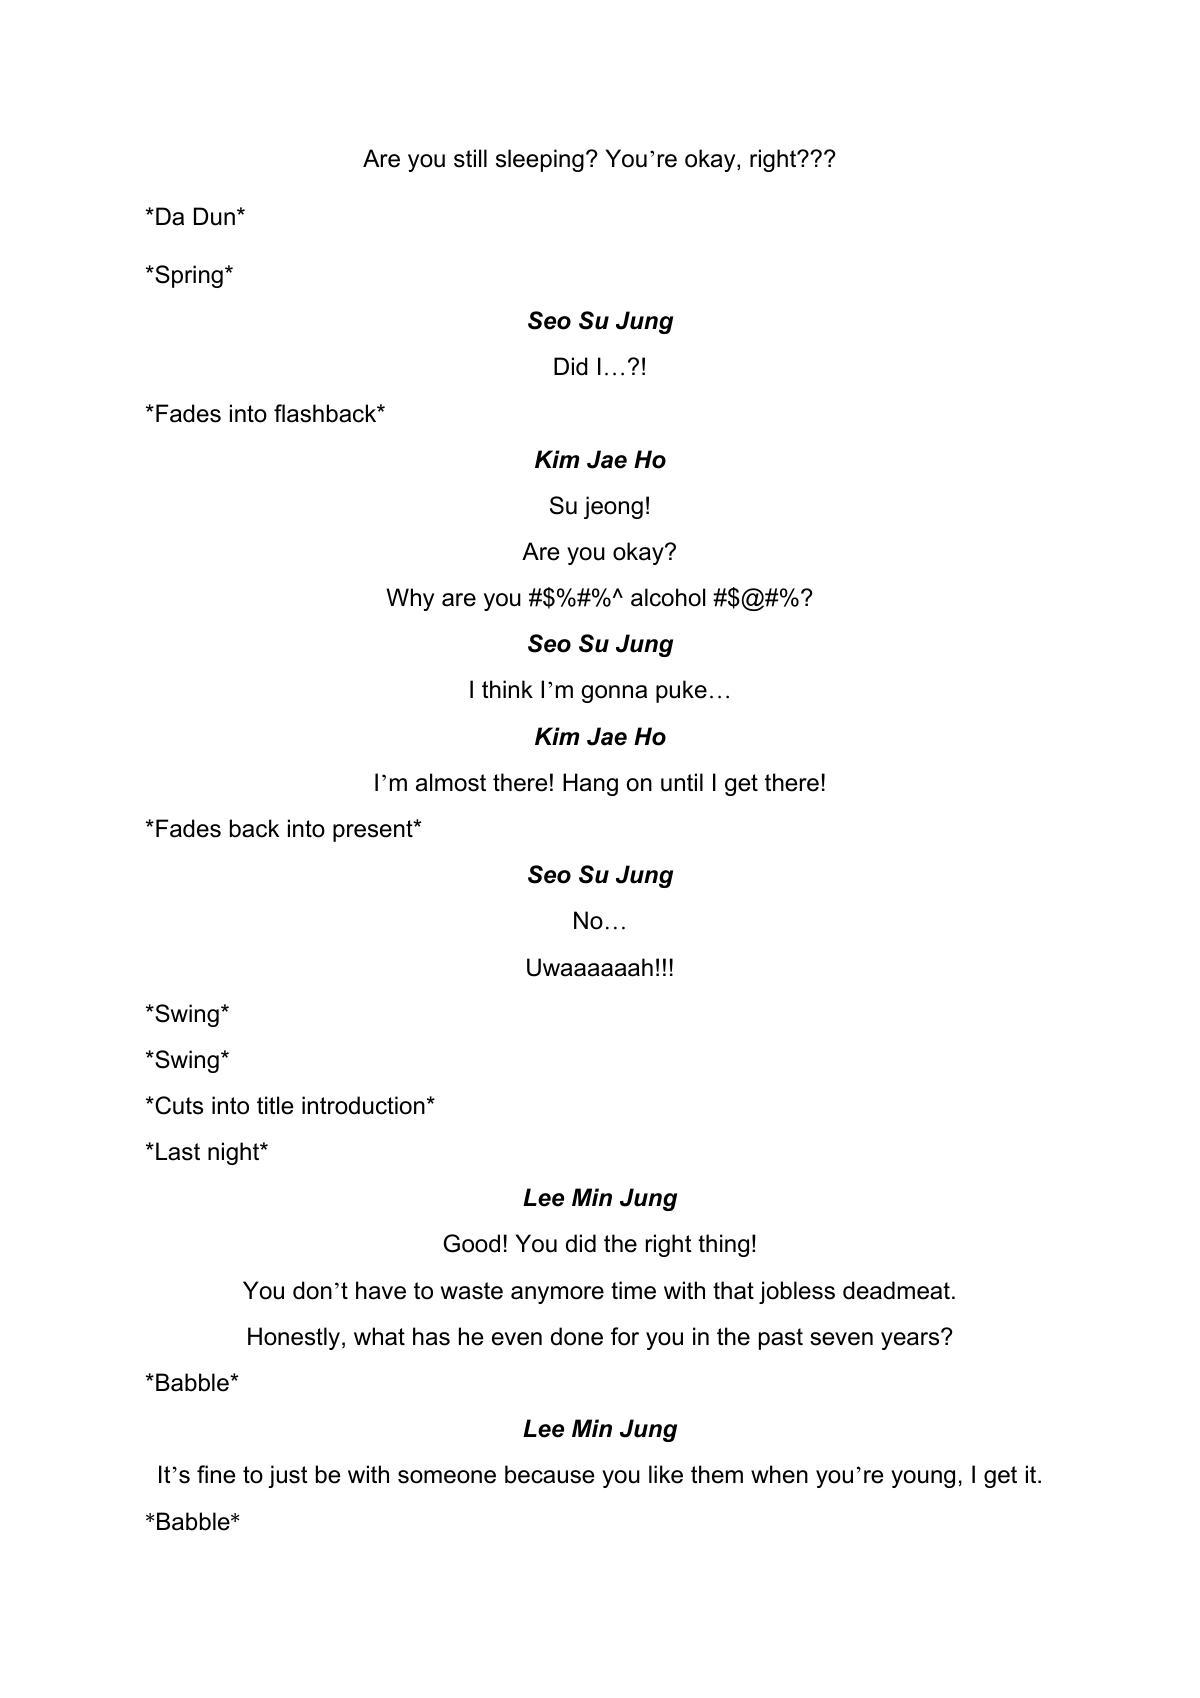 Are you still sleeping? You’re okay, right???
*Da Dun*
*Spring*
Seo Su Jung
Did I…?!
*Fades into flashback*
Kim Jae Ho
Su jeong!
Are you okay?
Why are you #$%#%^ alcohol #$@#%?
Seo Su Jung
I think I’m gonna puke…
Kim Jae Ho
I’m almost there! Hang on until I get there!
*Fades back into present*
Seo Su Jung
No…
Uwaaaaaah!!!
*Swing*
*Swing*
*Cuts into title introduction*
*Last night*
Lee Min Jung
Good! You did the right thing!
You don’t have to waste anymore time with that jobless deadmeat.
Honestly, what has he even done for you in the past seven years?
*Babble*
Lee Min Jung
It’s fine to just be with someone because you like them when you’re young, I get it.
*Babble*